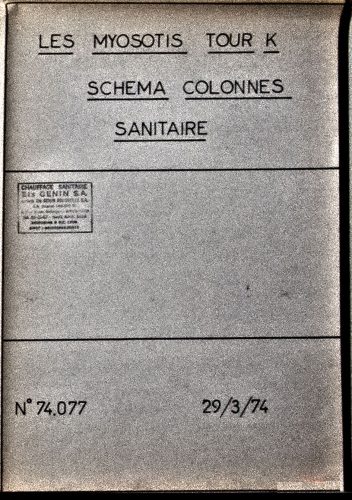 LES MYOSOTIS TOUR K
SCHEMA COLONNES
SANITAIRE
CHAUFFAGE SANITAIRE
Ets GENIN S.A.
N° 74.077
29/3/74